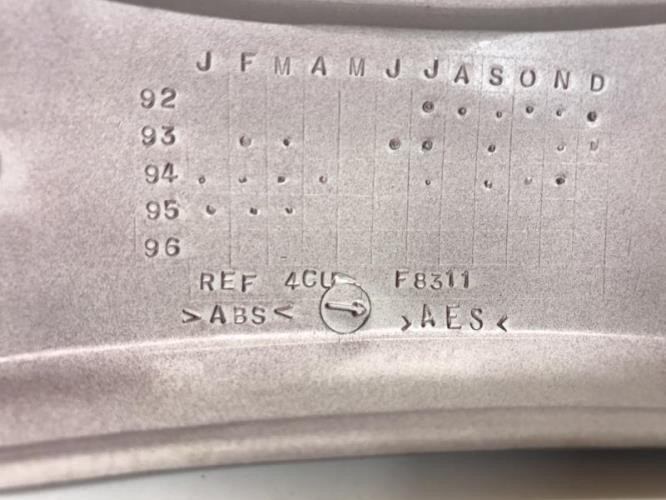 J F M A M J J A S O N D
92
93
94
95
96
REF 4CU F8311
>ABS< >AES<